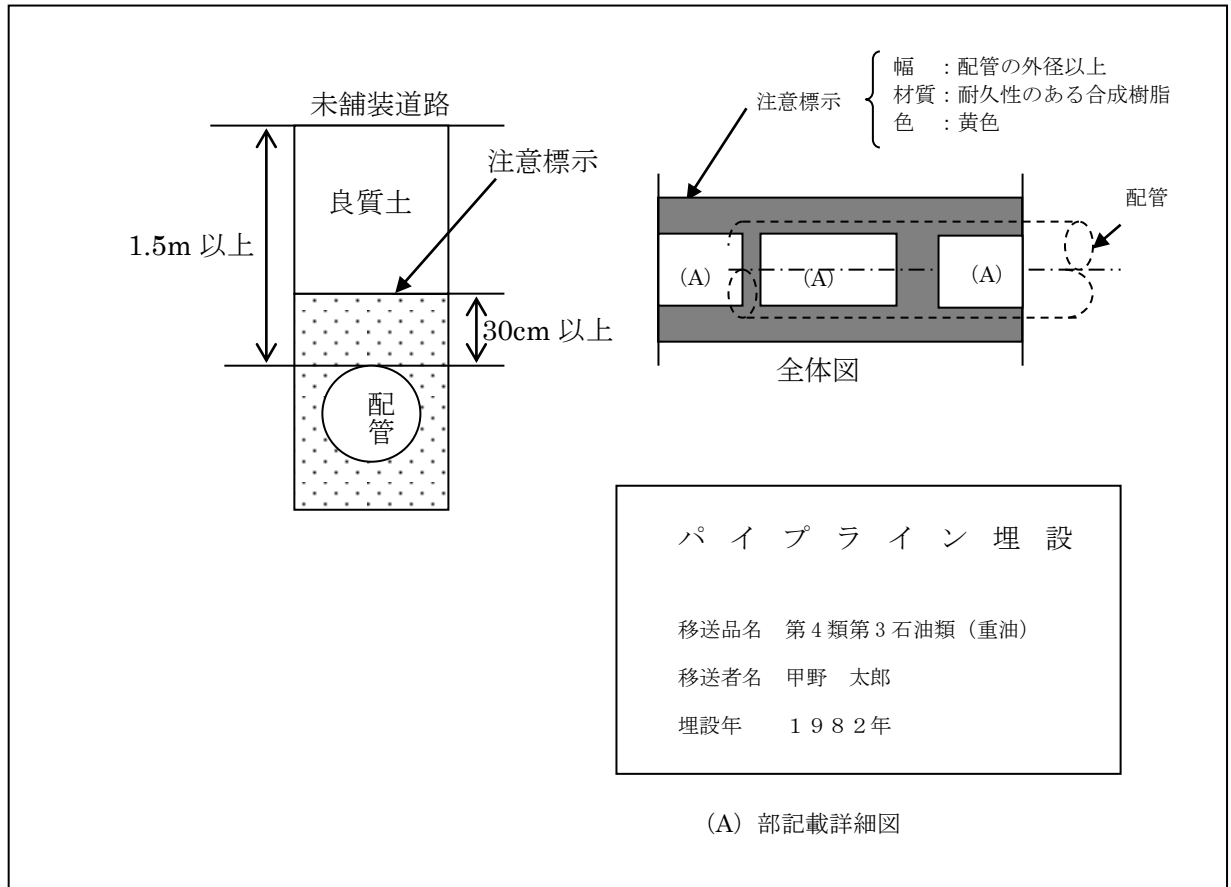 未舗装道路
注意標示
良質土
1.5m 以上
30cm 以上
配
管
注意標示
幅　：配管の外径以上
材質：耐久性のある合成樹脂
色　：黄色
配管
(A)
(A)
(A)
全体図
パイプライン埋設
移送品名　第４類第３石油類（重油）
移送者名　甲野　太郎
埋設年　　１９８２年
(A) 部記載詳細図